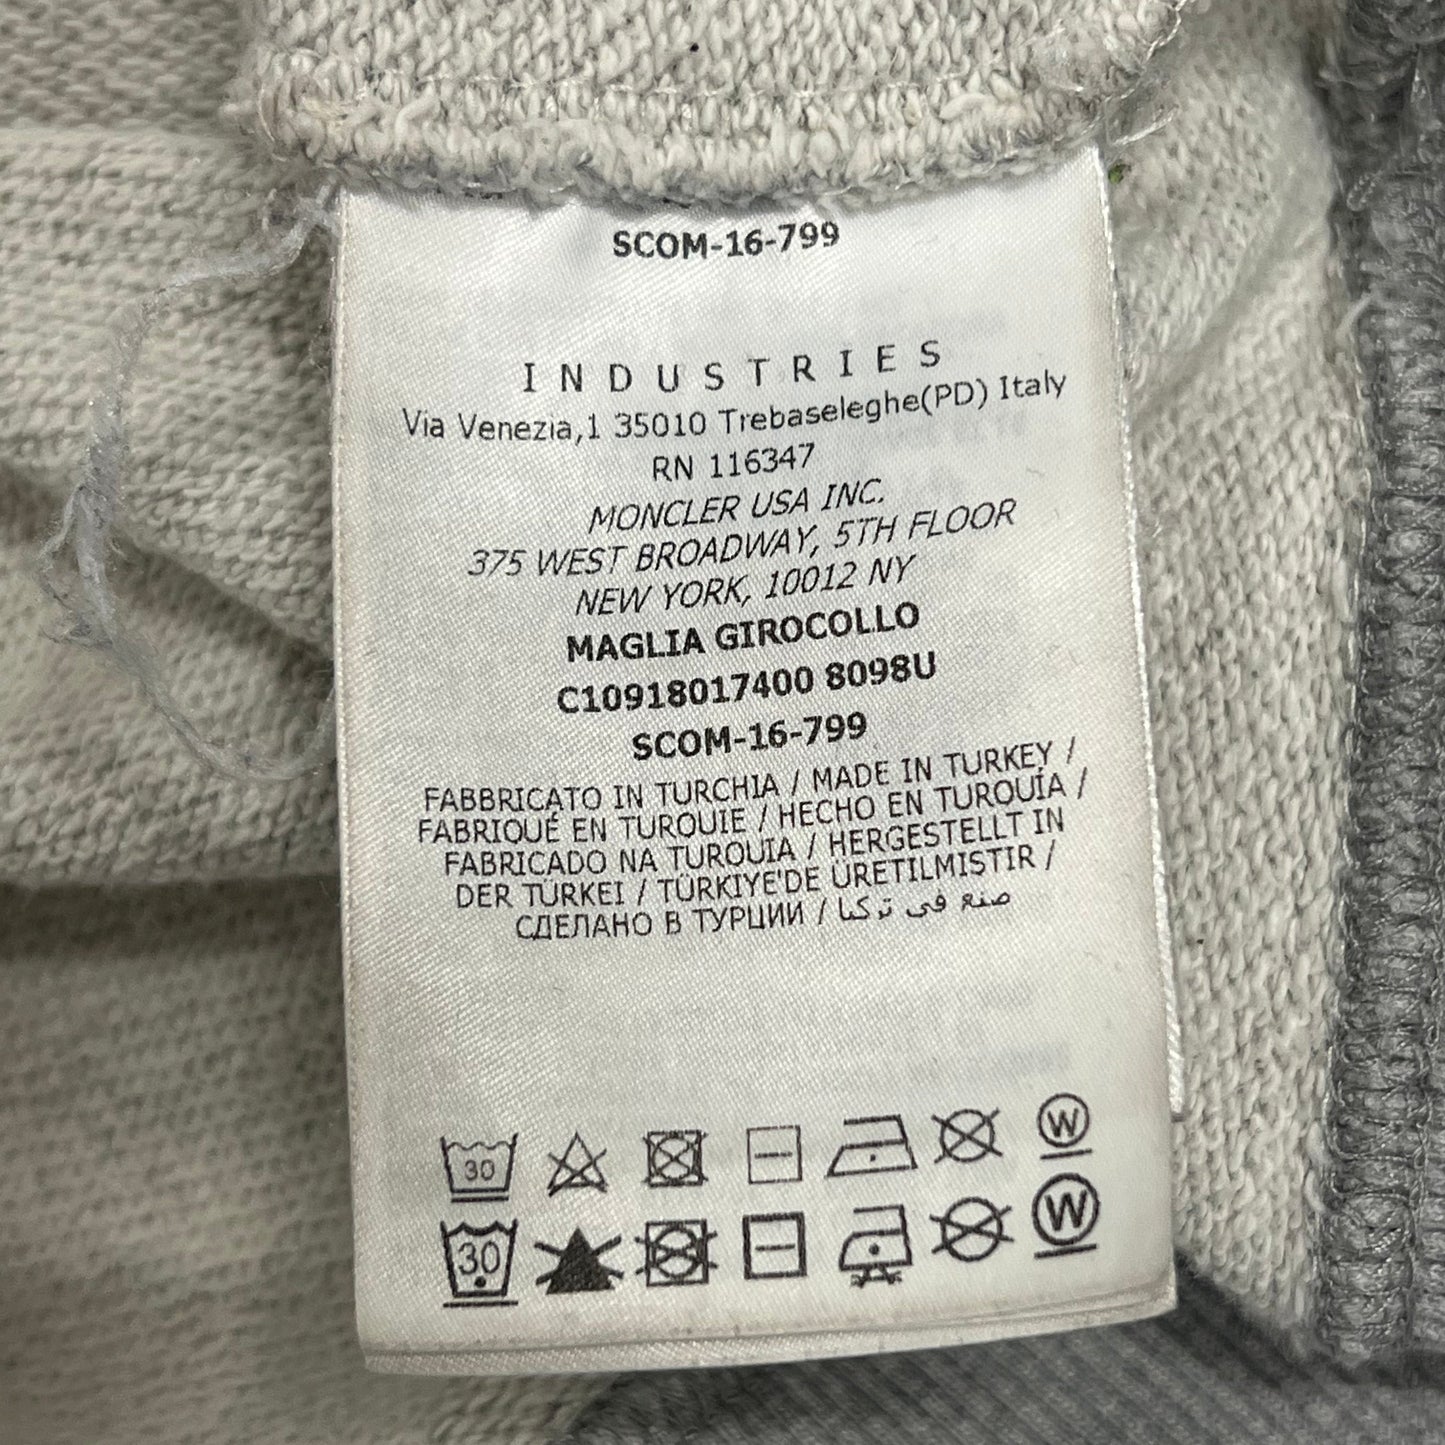 SCOM-16-799
INDUSTRIES
Via Venezia,1 35010 Trebaseleghe(PD) Italy
RN 116347
MONCLER USA INC.
375 WEST BROADWAY, 5TH FLOOR
NEW YORK, 10012 NY
MAGLIA GIROCOLLO
C10918017400 8098U
SCOM-16-799
FABBRICATO IN TURCHIA / MADE IN TURKEY /
FABRIQUÉ EN TURQUIE / HECHO EN TURQUÍA /
FABRICADO NA TURQUIA / HERGESTELLT IN
DER TÜRKEI / TÜRKIYE'DE ÜRETILMISTIR /
СДЕЛАНО В ТУРЦИИ / صنع في تركيا
30 W
30 W